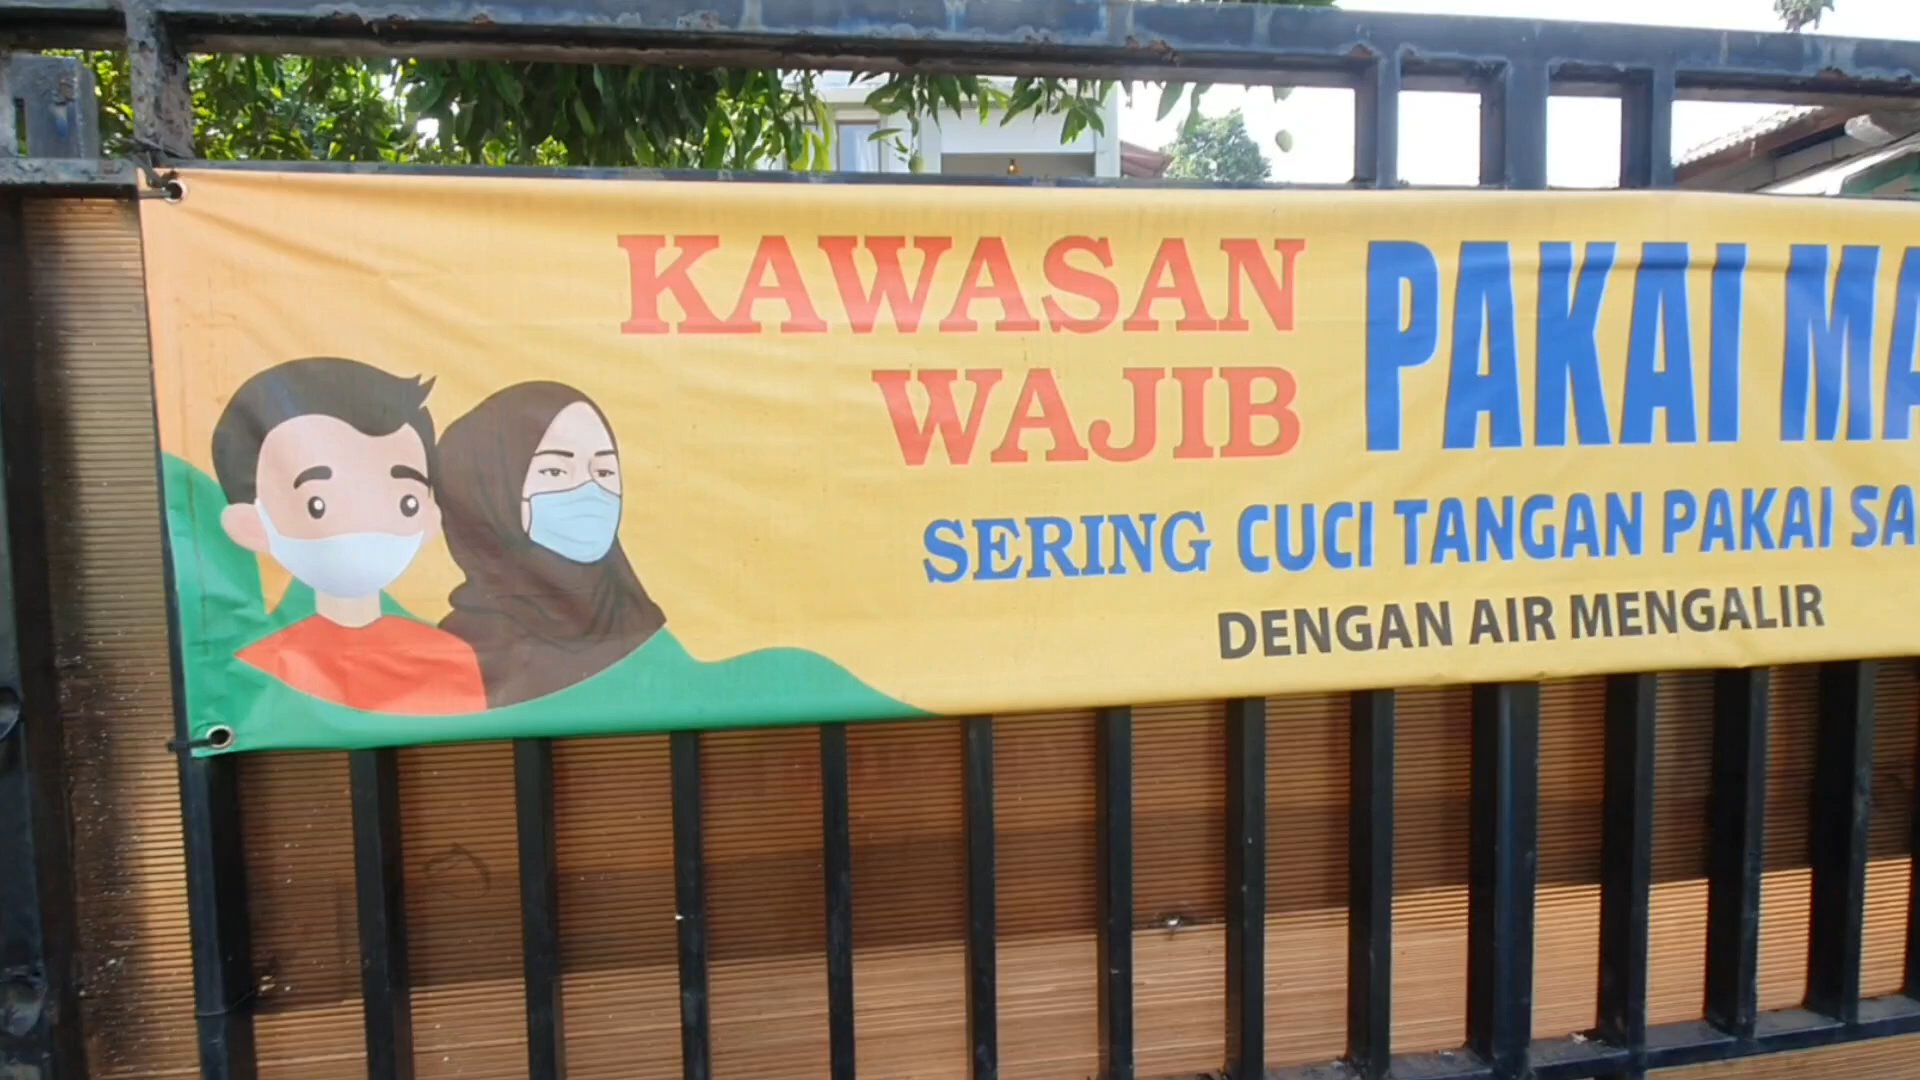 KAWASAN
WAJIB PAKAI
SERING CUCI TANGAN PAKAI
DENGAN AIR MENGALIR